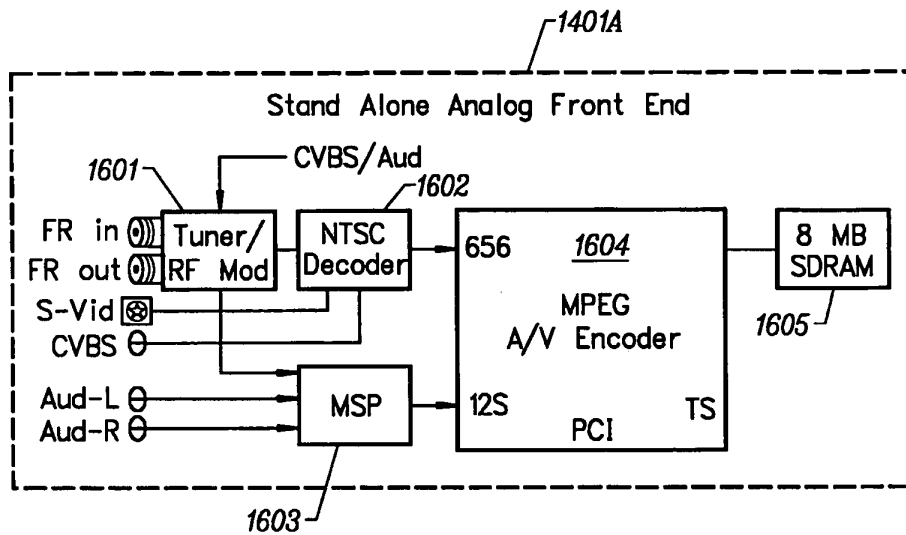 1401A
Stand Alone Analog Front End
CVBS/Aud
1601
1602
FR in
FR out
Tuner/
RF Mod
NTSC
Decoder
S-Vid
CVBS
Aud-L
Aud-R
MSP
1603
656
1604
MPEG
A/V Encoder
12S
PCI
TS
8 MB
SDRAM
1605